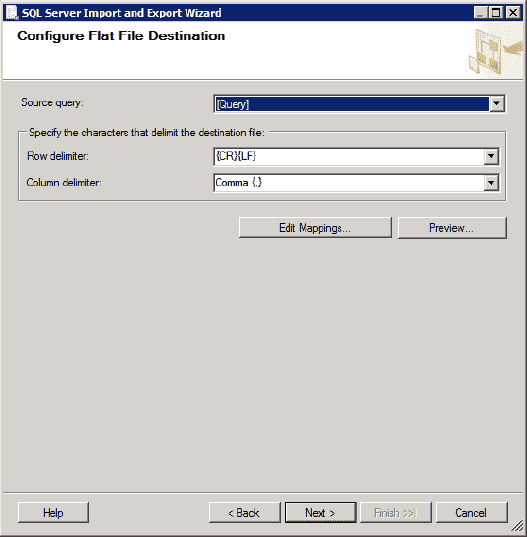 SQL Server Import and Export Wizard
Configure Flat File Destination
Source query: [Query]
Specify the characters that delimit the destination file:
Row delimiter: {CR}{LF}
Column delimiter: Comma {,}
Edit Mappings... Preview...
Help < Back Next > Finish >>| Cancel